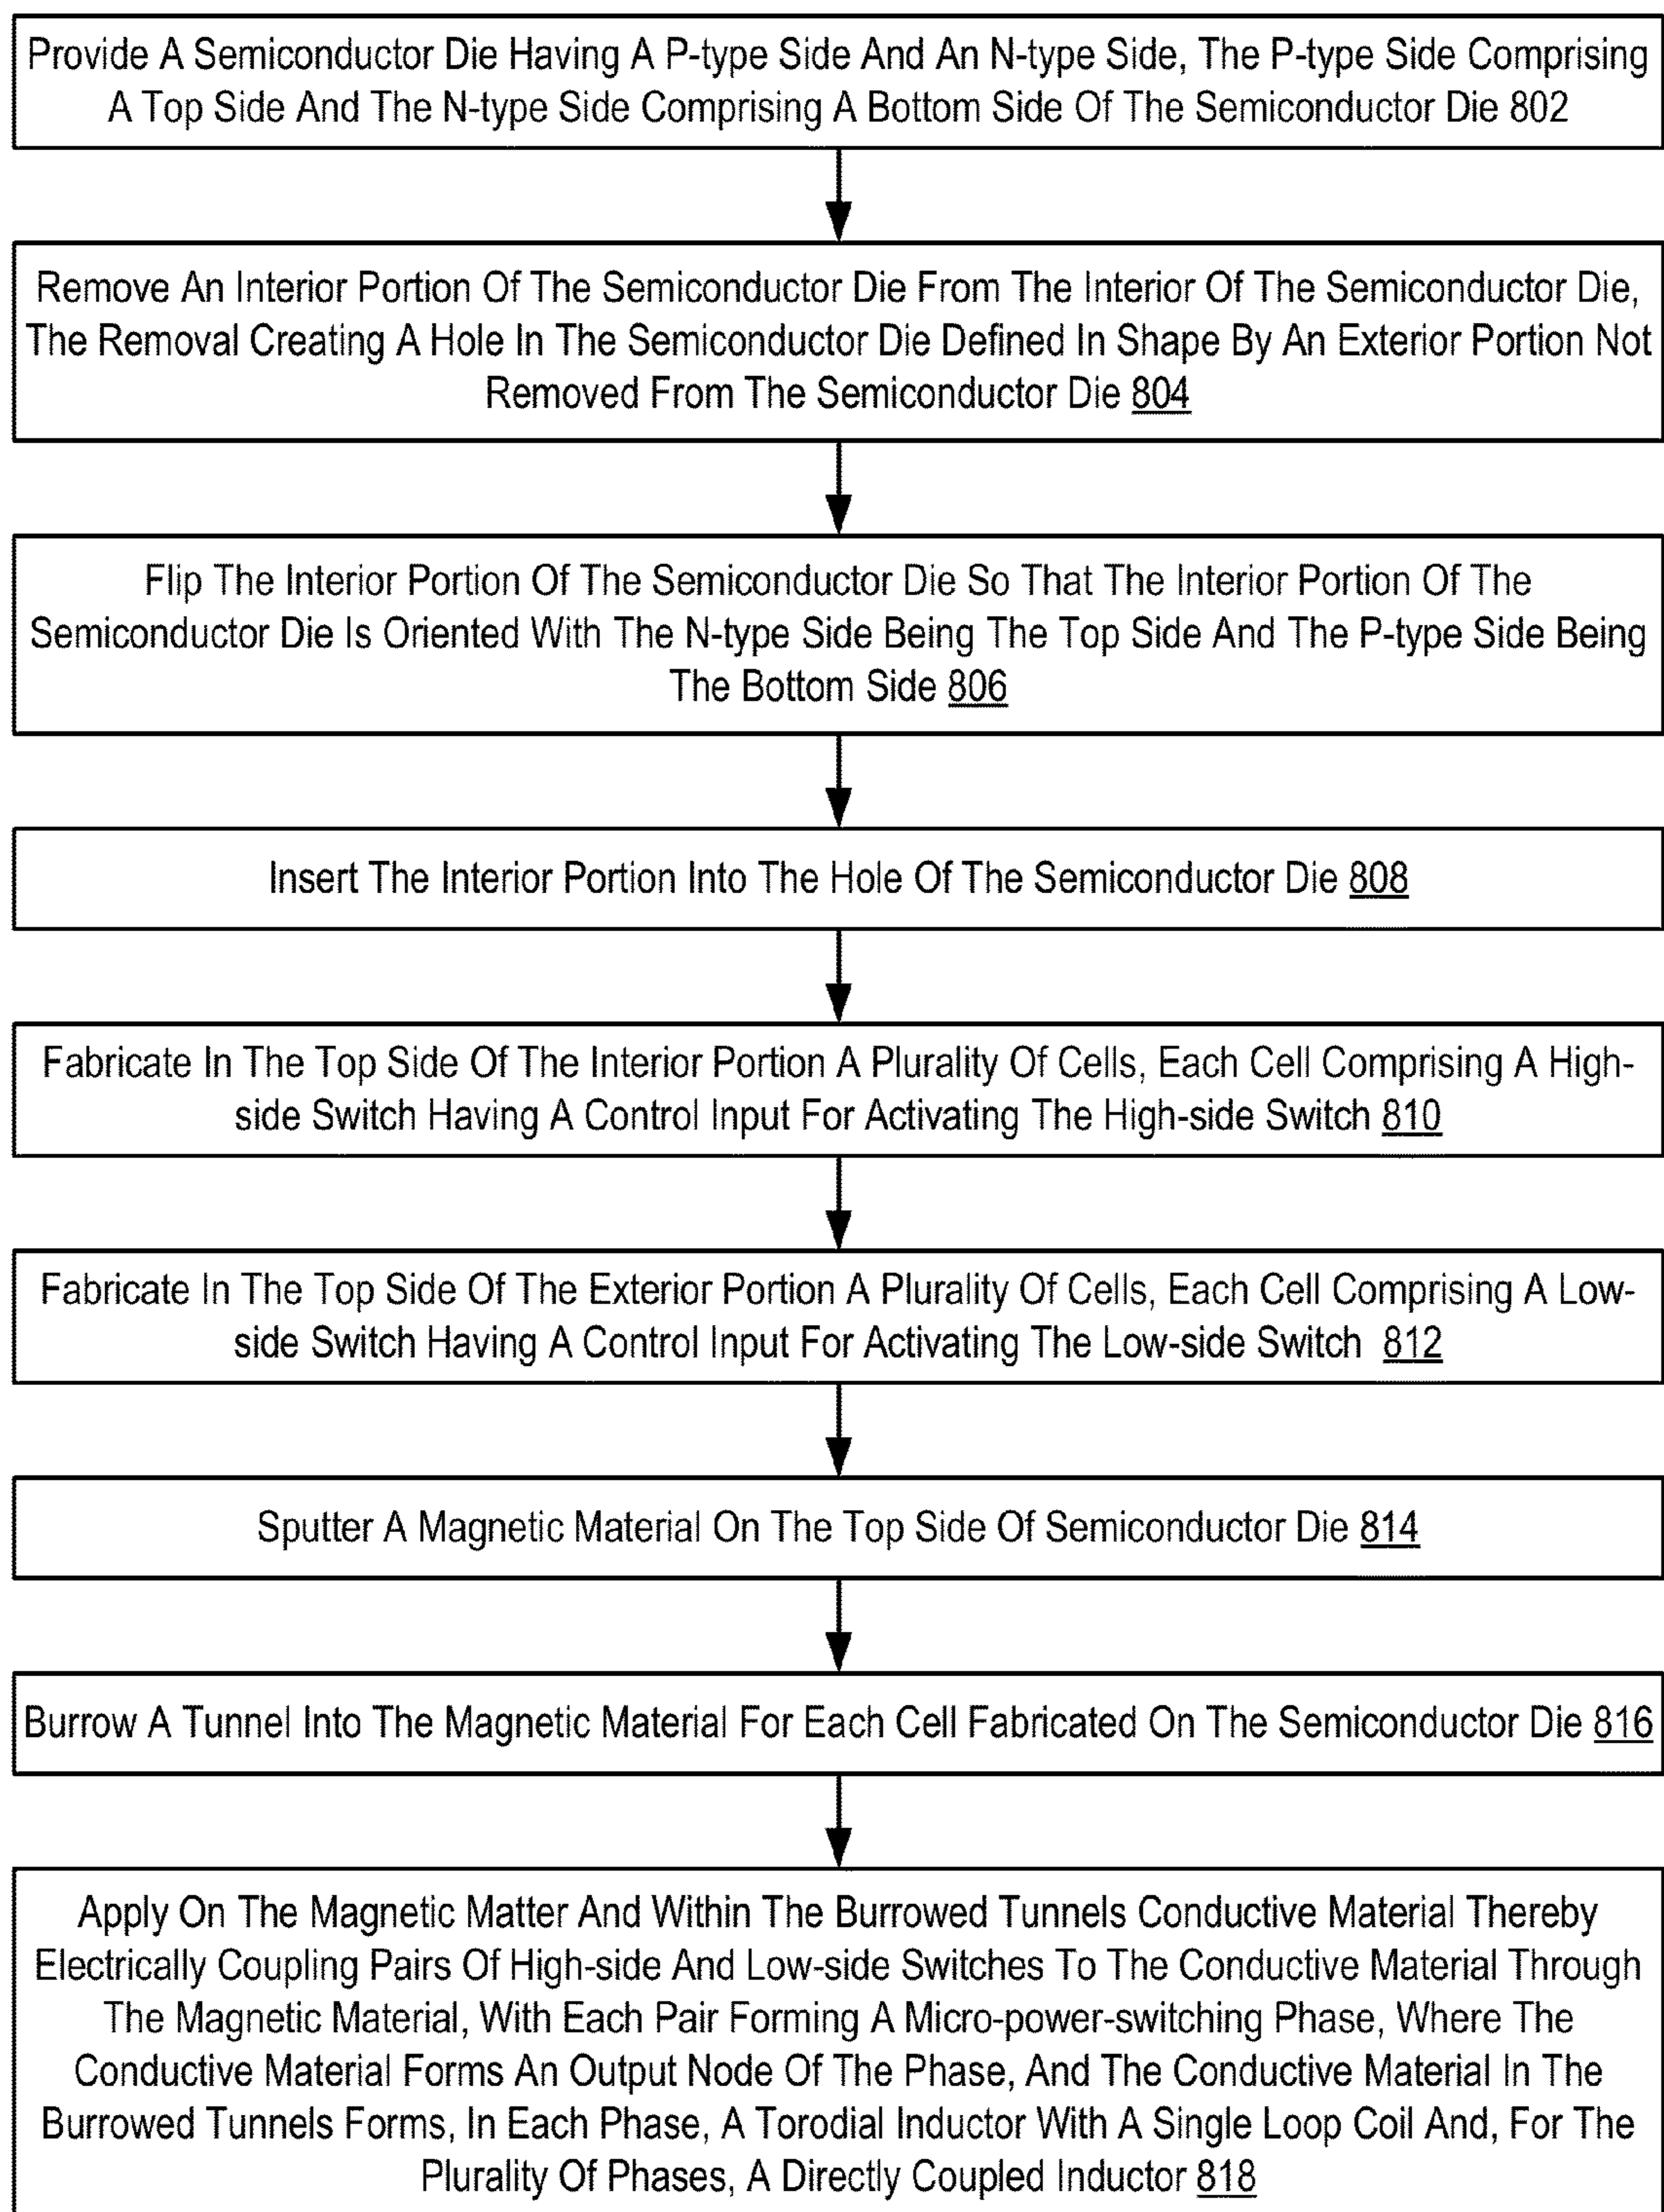 Provide A Semiconductor Die Having A P-type Side And An N-type Side, The P-type Side Comprising
A Top Side And The N-type Side Comprising A Bottom Side Of The Semiconductor Die 802
Remove An Interior Portion Of The Semiconductor Die From The Interior Of The Semiconductor Die,
The Removal Creating A Hole In The Semiconductor Die Defined In Shape By An Exterior Portion Not
Removed From The Semiconductor Die 804
Flip The Interior Portion Of The Semiconductor Die So That The Interior Portion Of The
Semiconductor Die Is Oriented With The N-type Side Being The Top Side And The P-type Side Being
The Bottom Side 806
Insert The Interior Portion Into The Hole Of The Semiconductor Die 808
Fabricate In The Top Side Of The Interior Portion A Plurality Of Cells, Each Cell Comprising A High-
side Switch Having A Control Input For Activating The High-side Switch 810
Fabricate In The Top Side Of The Exterior Portion A Plurality Of Cells, Each Cell Comprising A Low-
side Switch Having A Control Input For Activating The Low-side Switch 812
Sputter A Magnetic Material On The Top Side Of Semiconductor Die 814
Burrow A Tunnel Into The Magnetic Material For Each Cell Fabricated On The Semiconductor Die 816
Apply On The Magnetic Matter And Within The Burrowed Tunnels Conductive Material Thereby
Electrically Coupling Pairs Of High-side And Low-side Switches To The Conductive Material Through
The Magnetic Material, With Each Pair Forming A Micro-power-switching Phase, Where The
Conductive Material Forms An Output Node Of The Phase, And The Conductive Material In The
Burrowed Tunnels Forms, In Each Phase, A Torodial Inductor With A Single Loop Coil And, For The
Plurality Of Phases, A Directly Coupled Inductor 818